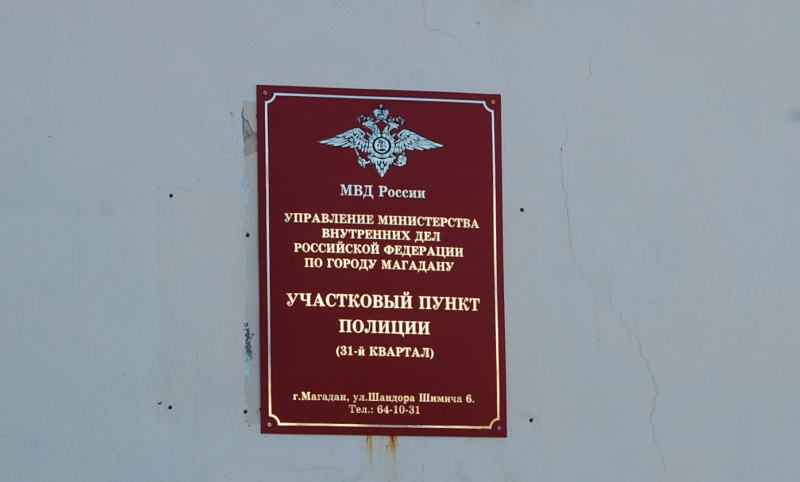 МВД России
УПРАВЛЕНИЕ МИНИСТЕРСТВА
ВНУТРЕННИХ ДЕЛ
РОССИЙСКОЙ ФЕДЕРАЦИИ
ПО ГОРОДУ МАГАДАНУ
УЧАСТКОВЫЙ ПУНКТ
ПОЛИЦИИ
(31-й КВАРТАЛ)
г.Магадан, ул.Шандора Шимича 6.
Тел.: 64-10-31